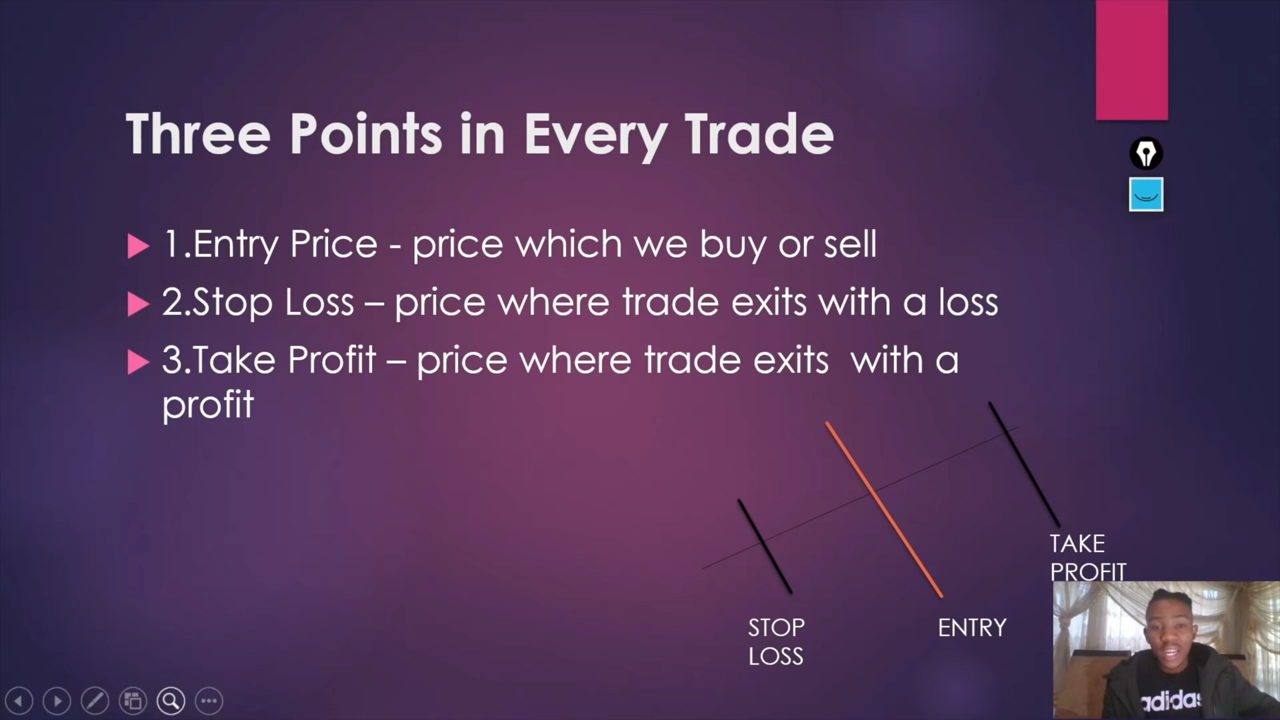 Three Points in Every Trade
1.Entry Price - price which we buy or sell
2.Stop Loss – price where trade exits with a loss
3.Take Profit – price where trade exits  with a
profit
TAKE
PROFIT
STOP
LOSS
ENTRY
adidas